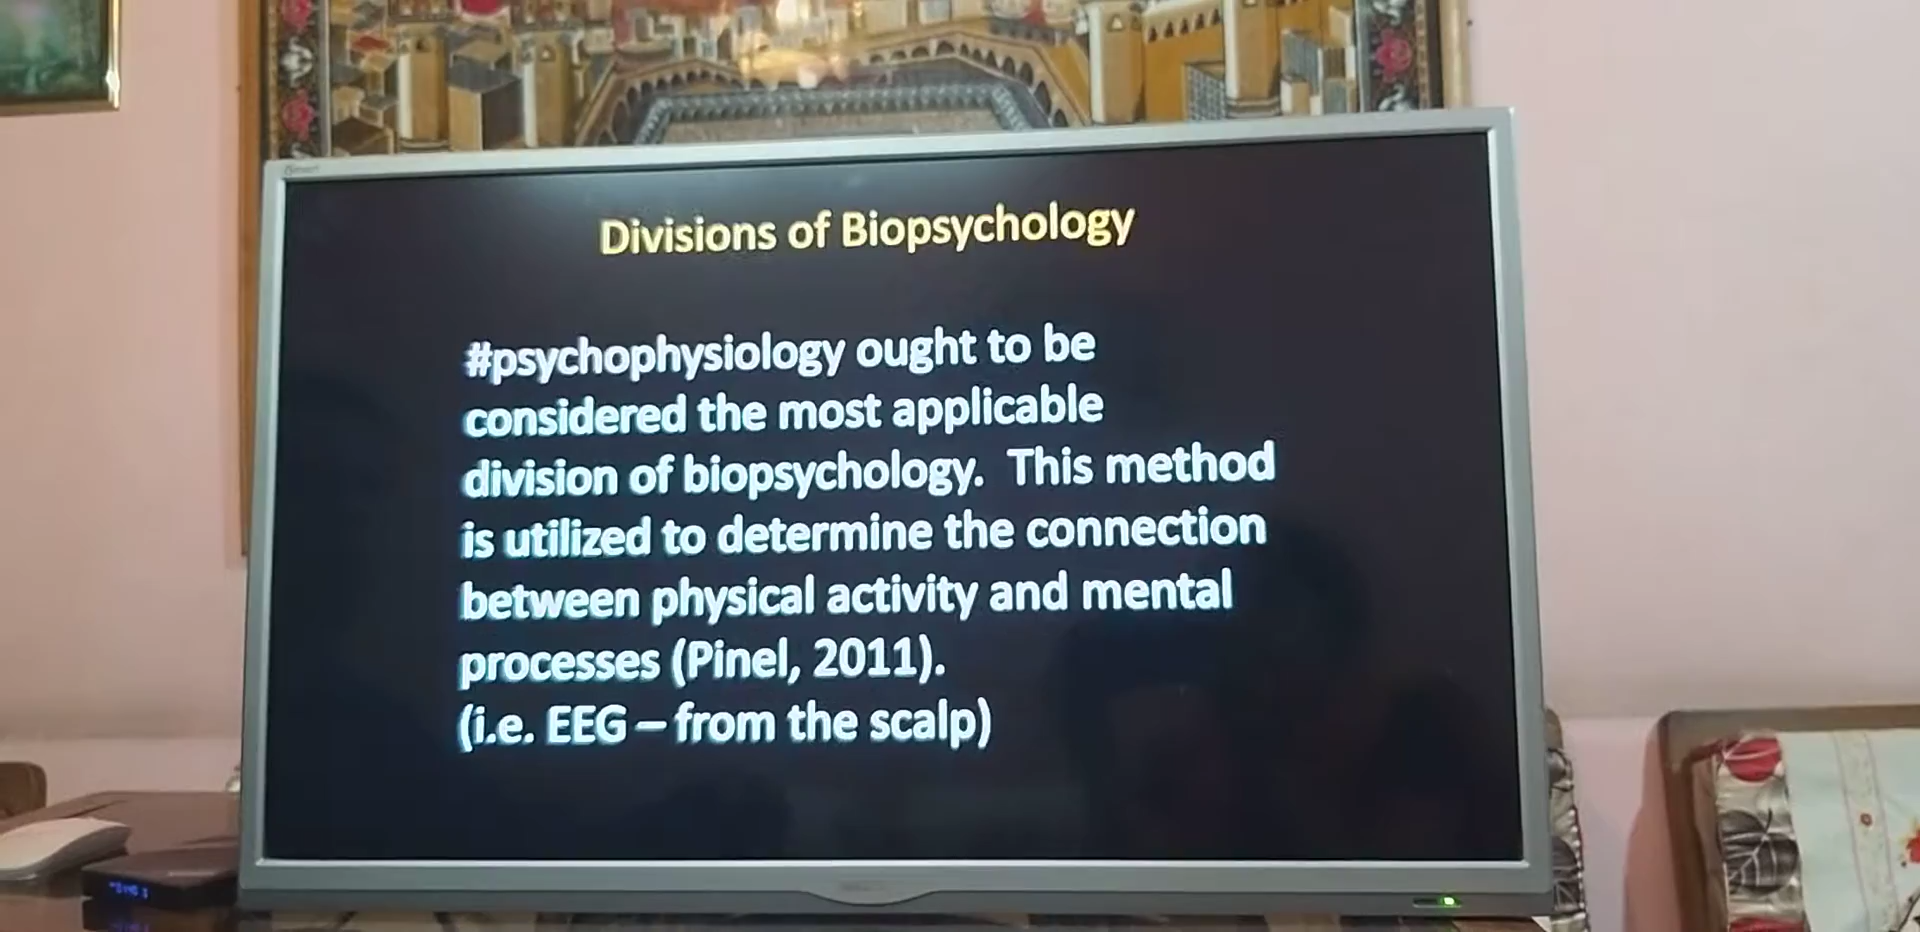 Divisions of Biopsychology
#psychophysiology ought to be
considered the most applicable
division of biopsychology. This method
is utilized to determine the connection
between physical activity and mental
processes (Pinel, 2011).
(i.e. EEG – from the scalp)